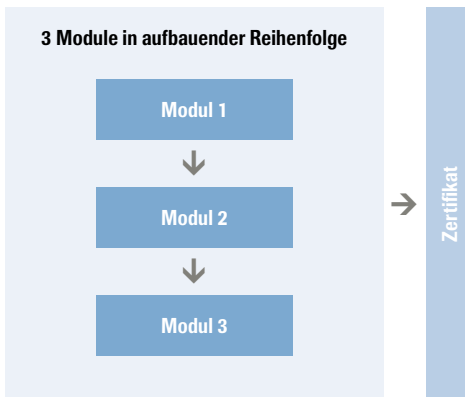 3 Module in aufbauender Reihenfolge
Modul 1
Modul 2
Modul 3
Zertifikat